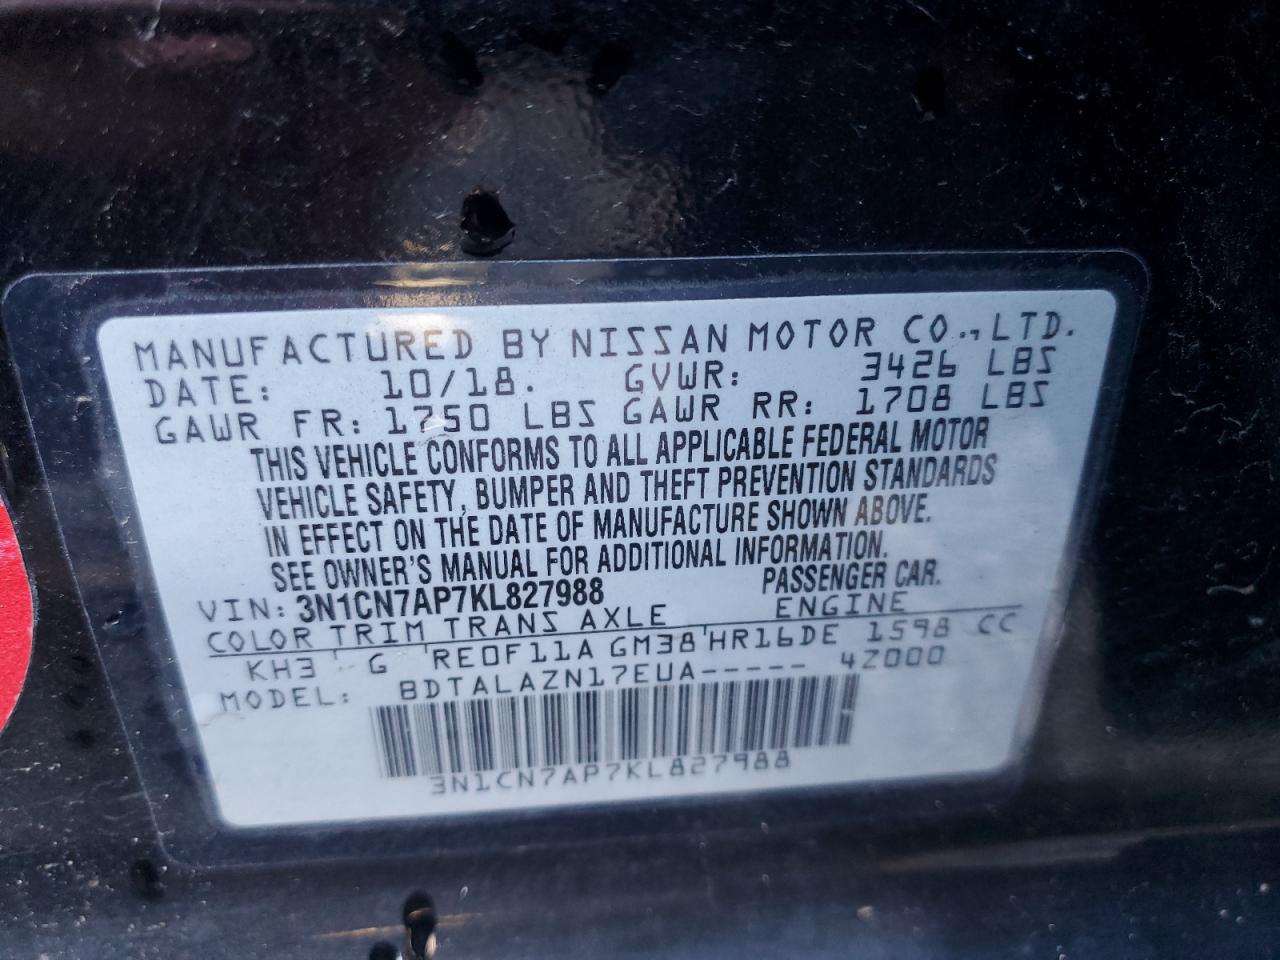 MANUFACTURED BY NISSAN MOTOR CO., LTD.
DATE: 10/18. GVWR: 3426 LBS
GAWR FR: 1750 LBS GAWR RR: 1708 LBS
THIS VEHICLE CONFORMS TO ALL APPLICABLE FEDERAL MOTOR
VEHICLE SAFETY, BUMPER AND THEFT PREVENTION STANDARDS
IN EFFECT ON THE DATE OF MANUFACTURE SHOWN ABOVE.
SEE OWNER'S MANUAL FOR ADDITIONAL INFORMATION.
VIN: 3N1CN7AP7KL827988 PASSENGER CAR.
COLOR TRIM TRANS AXLE ENGINE
KH3 G RE0F11A GM38 HR16DE 1598 CC
MODEL: BDTALAZN17EUA----- 4Z000
3N1CN7AP7KL827988